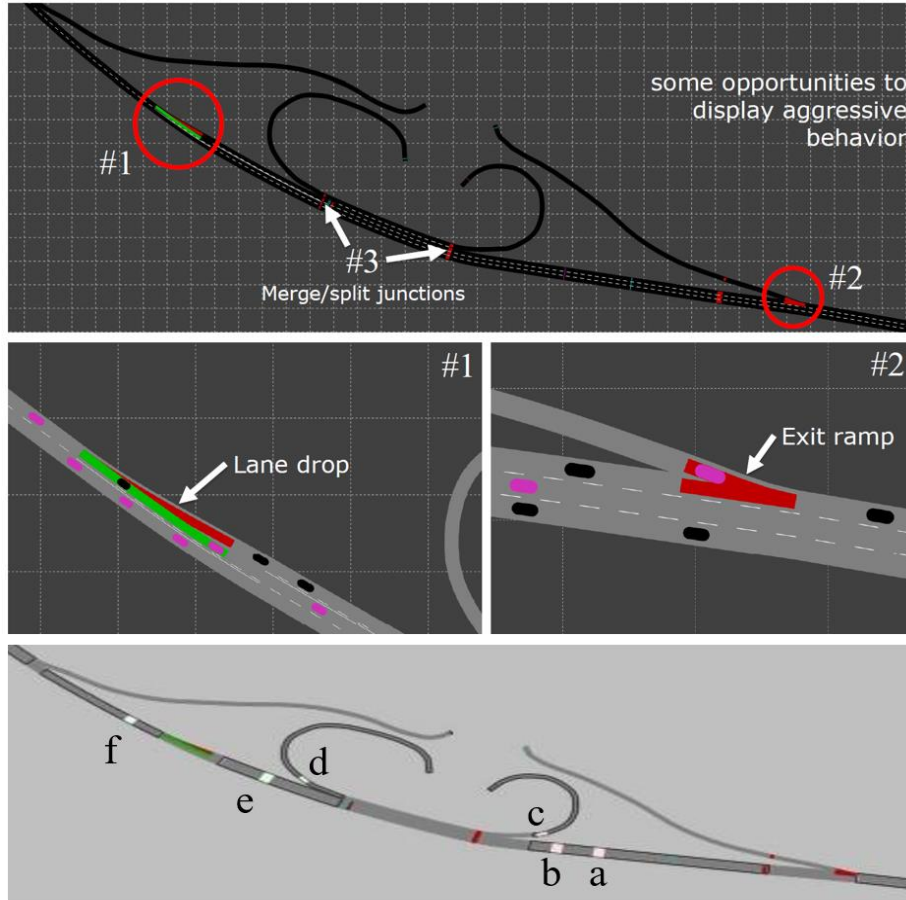 some opportunities to
display aggressive
behavior
#1
#3
#2
Merge/split junctions
#1
Lane drop
#2
Exit ramp
f
e
d
c
b
a